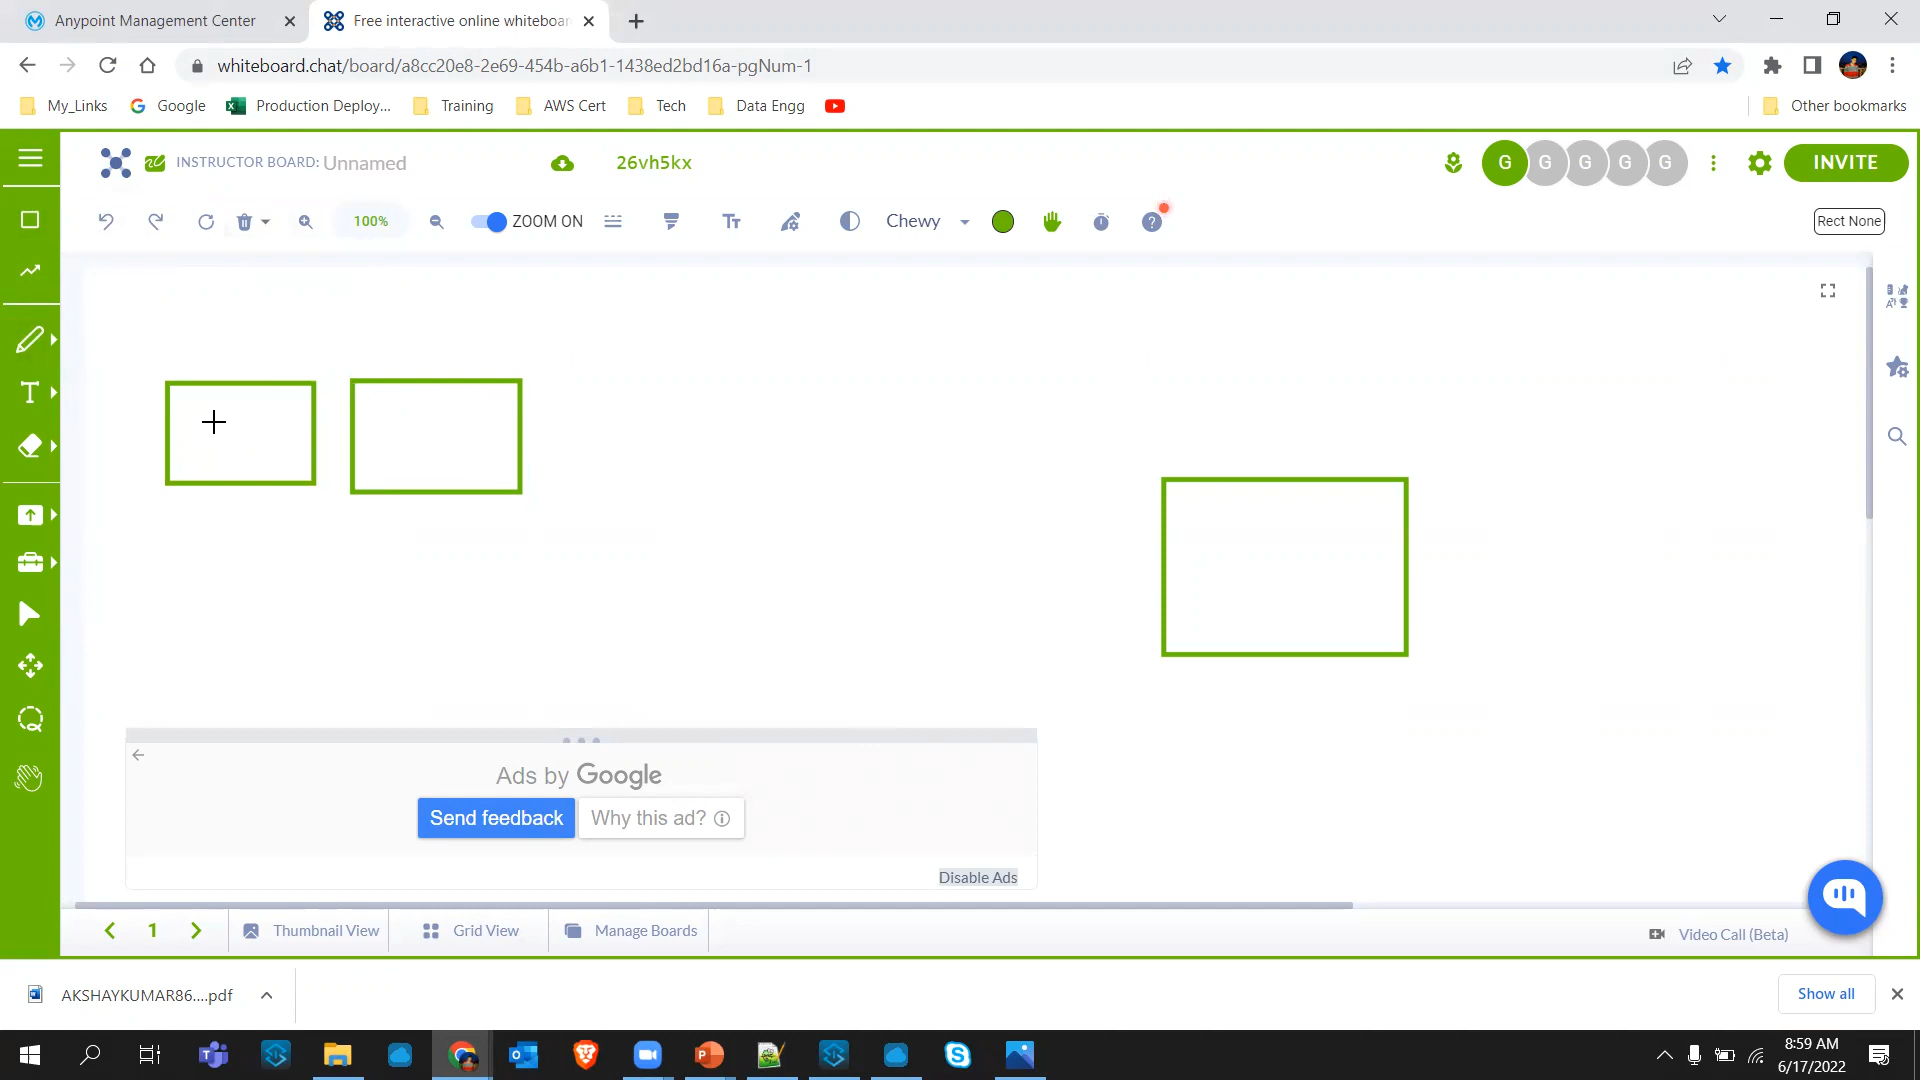 Anypoint Management Center
Free interactive online whiteboar
whiteboard.chat/board/a8cc20e8-2e69-454b-a6b1-1438ed2bd16a-pgNum-1
My_Links
Google
Production Deploy...
Training
AWS Cert
Tech
Data Engg
Other bookmarks
INSTRUCTOR BOARD: Unnamed
26vh5kx
G
G
G
G
G
INVITE
100%
ZOOM ON
Chewy
Rect None
Ads by Google
Send feedback
Why this ad?
Disable Ads
1
Thumbnail View
Grid View
Manage Boards
Video Call (Beta)
AKSHAYKUMAR86....pdf
Show all
8:59 AM
6/17/2022